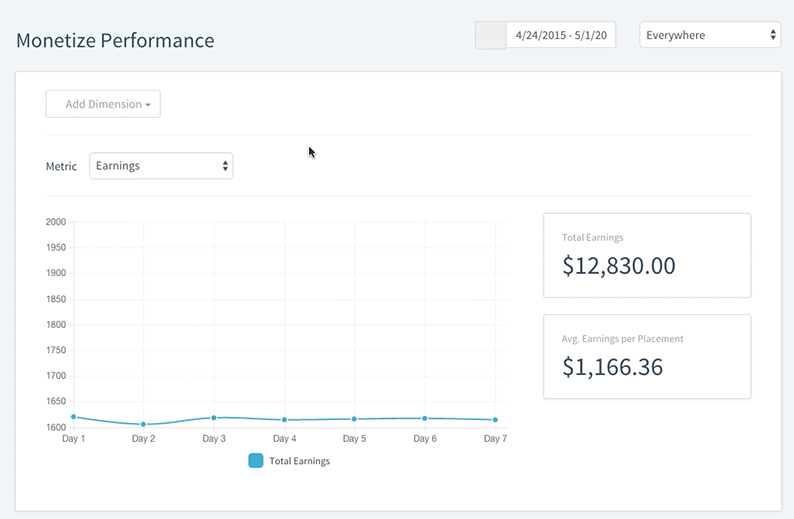 Monetize Performance
4/24/2015 - 5/1/20
Everywhere
Add Dimension
Metric
Earnings
2000
1950
1900
1850
1800
1750
1700
1650
1600
Day 1 Day 2 Day 3 Day 4 Day 5 Day 6 Day 7
Total Earnings
Total Earnings
$12,830.00
Avg. Earnings per Placement
$1,166.36